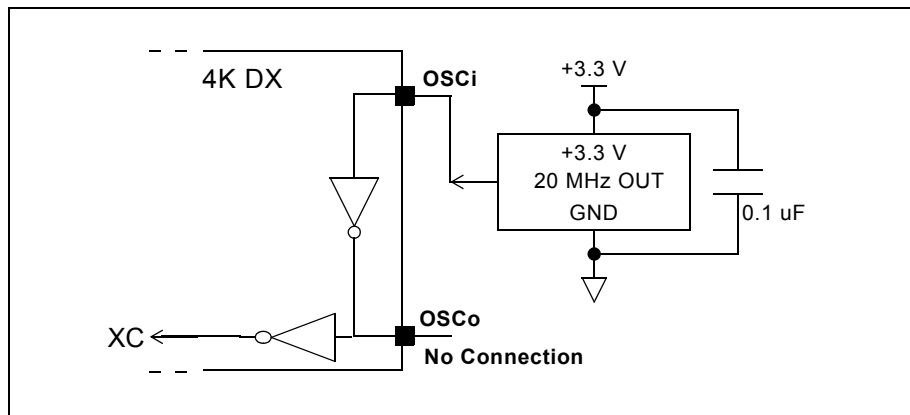 4K DX
OSCi
+3.3 V
+3.3 V
20 MHz OUT
GND
0.1 uF
OSCo
XC
No Connection